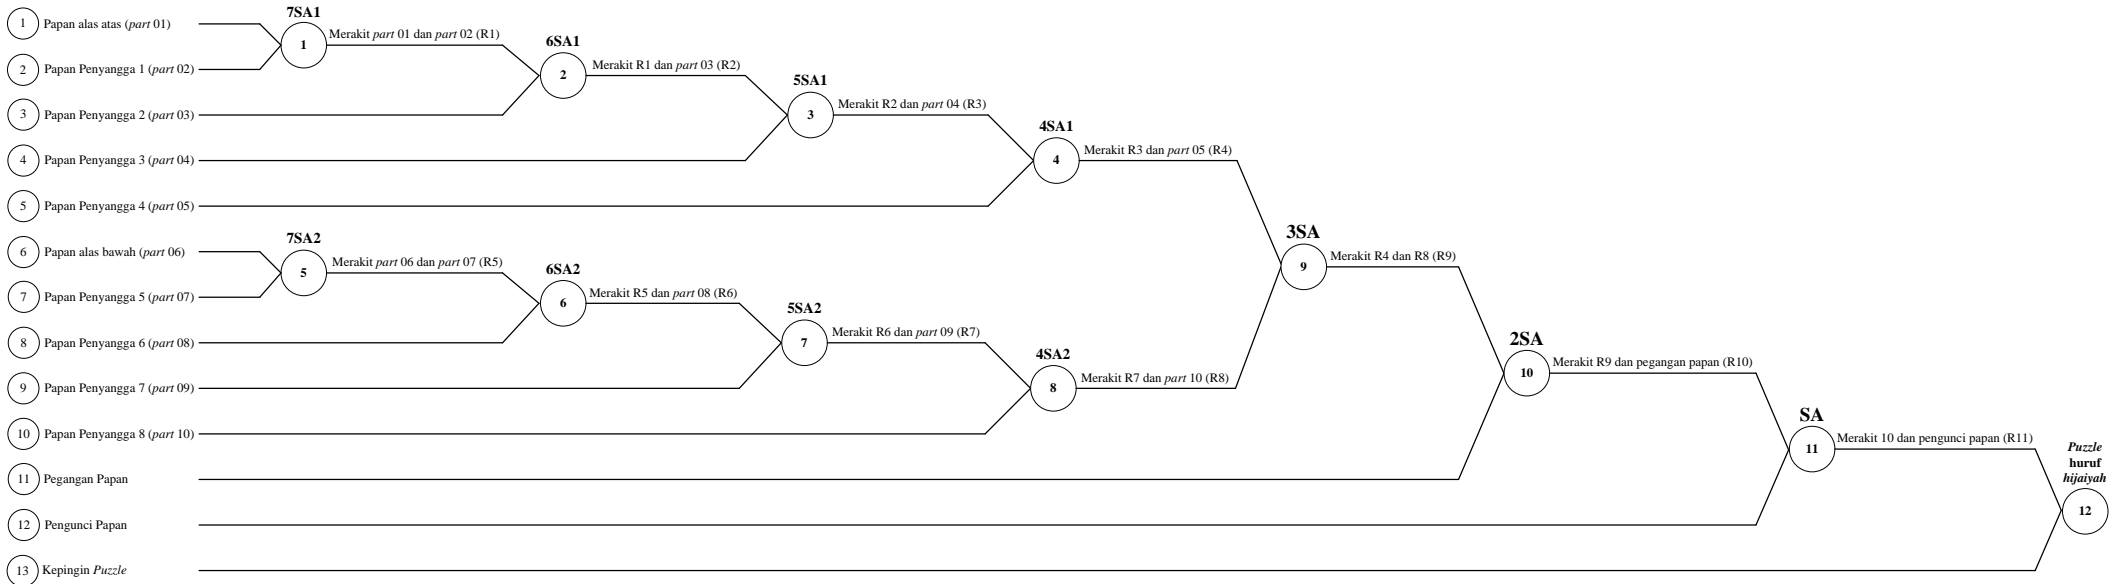 1 Papan alas atas (part 01)
2 Papan Penyangga 1 (part 02)
3 Papan Penyangga 2 (part 03)
4 Papan Penyangga 3 (part 04)
5 Papan Penyangga 4 (part 05)
6 Papan alas bawah (part 06)
7 Papan Penyangga 5 (part 07)
8 Papan Penyangga 6 (part 08)
9 Papan Penyangga 7 (part 09)
10 Papan Penyangga 8 (part 10)
11 Pegangan Papan
12 Pengunci Papan
13 Kepingin Puzzle
7SA1
1
Merakit part 01 dan part 02 (R1)
6SA1
2
Merakit R1 dan part 03 (R2)
5SA1
3
Merakit R2 dan part 04 (R3)
4SA1
4
Merakit R3 dan part 05 (R4)
7SA2
5
Merakit part 06 dan part 07 (R5)
6SA2
6
Merakit R5 dan part 08 (R6)
5SA2
7
Merakit R6 dan part 09 (R7)
4SA2
8
Merakit R7 dan part 10 (R8)
3SA
9
Merakit R4 dan R8 (R9)
2SA
10
Merakit R9 dan pegangan papan (R10)
SA
11
Merakit 10 dan pengunci papan (R11)
Puzzle
huruf
hijaiyah
12